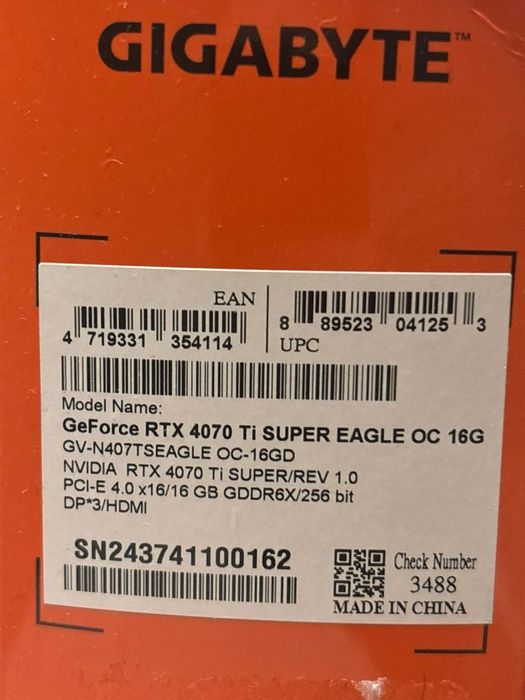 GIGABYTE™
EAN
4 719331 354114
8 89523 04125 3
UPC
Model Name:
GeForce RTX 4070 Ti SUPER EAGLE OC 16G
GV-N407TSEAGLE OC-16GD
NVIDIA RTX 4070 Ti SUPER/REV 1.0
PCI-E 4.0 x16/16 GB GDDR6X/256 bit
DP*3/HDMI
SN243741100162
Check Number
3488
MADE IN CHINA